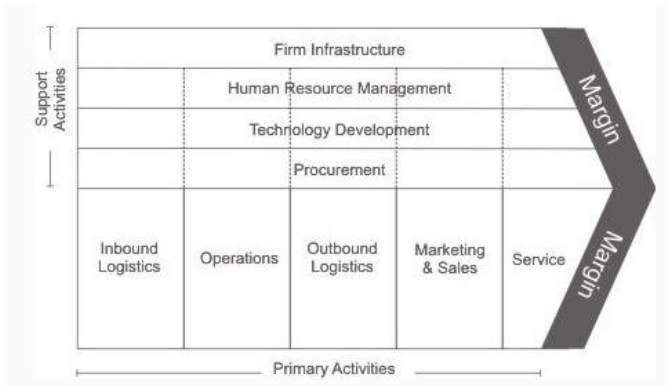 Firm Infrastructure
Human Resource Management
Technology Development
Procurement
Support
Activities
Margin
Inbound
Logistics
Operations
Outbound
Logistics
Marketing
& Sales
Service
Margin
Primary Activities